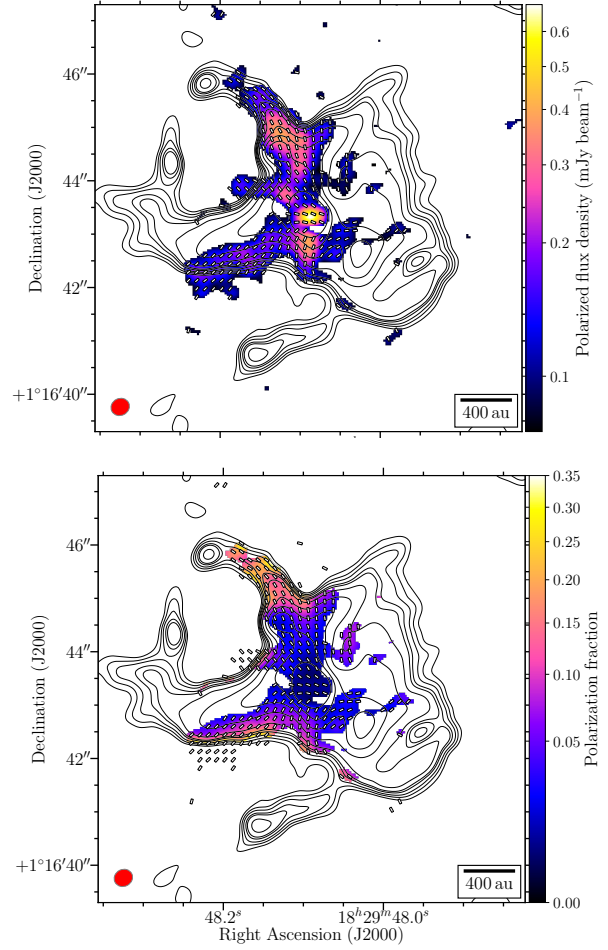 46″
44″
42″
+1°16′40″
Declination (J2000)
400 au
0.6
0.5
0.4
0.3
0.2
0.1
Polarized flux density (mJy beam⁻¹)
46″
44″
42″
+1°16′40″
Declination (J2000)
400 au
0.35
0.30
0.25
0.20
0.15
0.10
0.05
0.00
Polarization fraction
48.2ˢ
18ʰ29ᵐ48.0ˢ
Right Ascension (J2000)